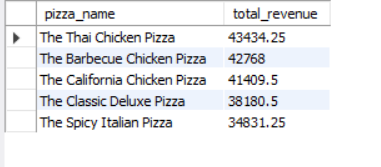 pizza_name total_revenue
The Thai Chicken Pizza 43434.25
The Barbecue Chicken Pizza 42768
The California Chicken Pizza 41409.5
The Classic Deluxe Pizza 38180.5
The Spicy Italian Pizza 34831.25